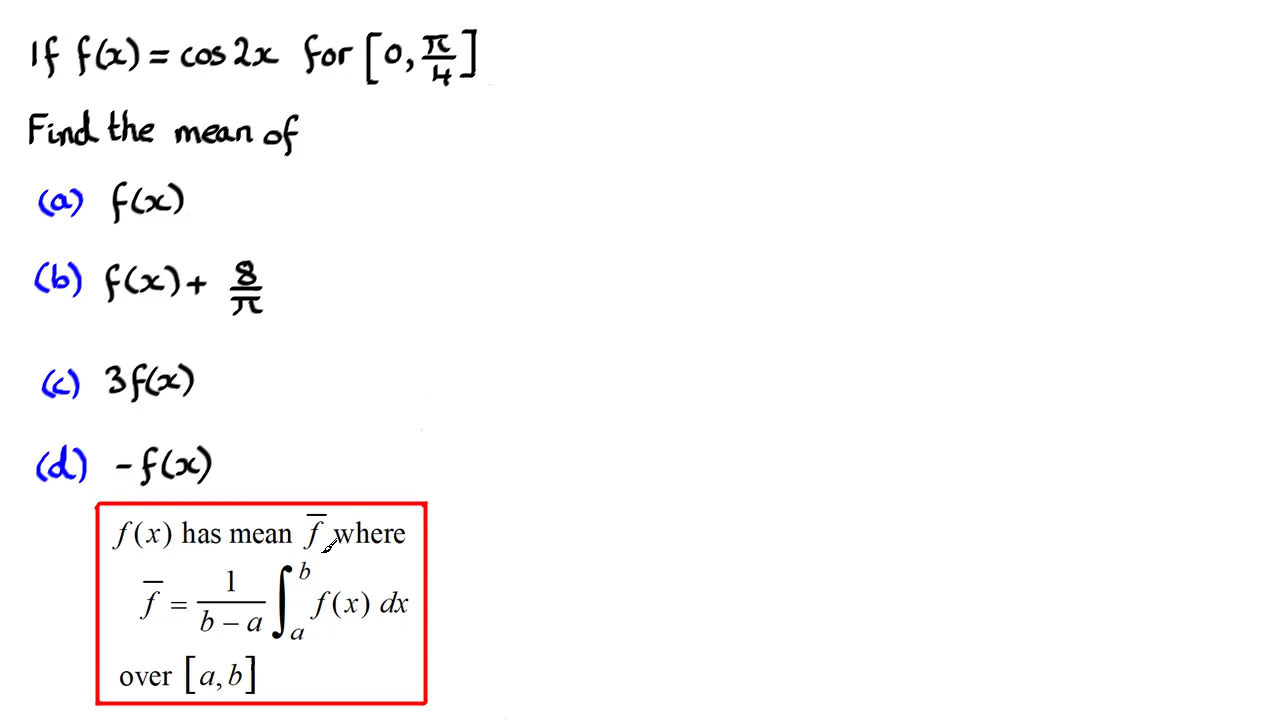 If f(x) = cos 2x for [0, π/4]
Find the mean of
(a) f(x)
(b) f(x) + 8/π
(c) 3f(x)
(d) -f(x)
f(x) has mean f̅ where
f̅ = 1/(b − a) ∫_a^b f(x) dx
over [a, b]